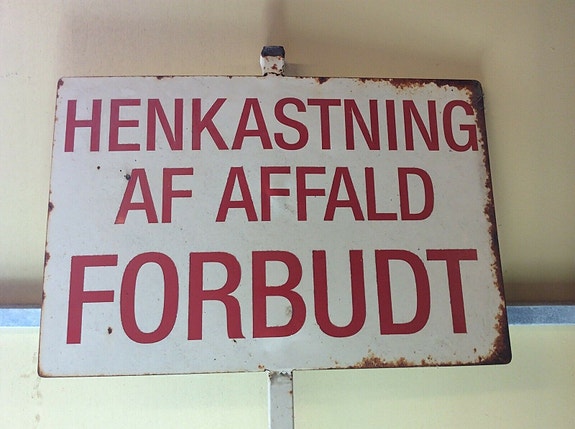 HENKASTNING
AF AFFALD
FORBUDT